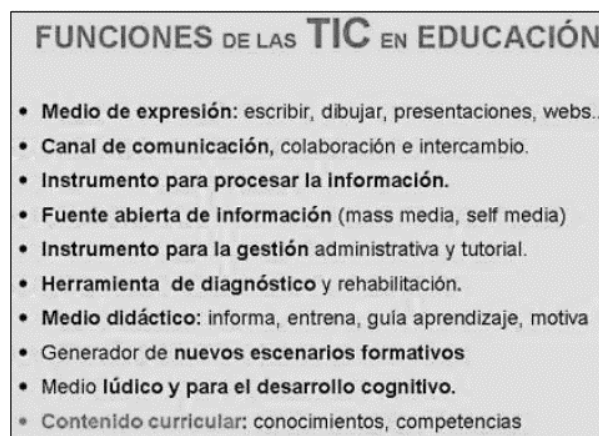 FUNCIONES DE LAS TIC EN EDUCACIÓN
• Medio de expresión: escribir, dibujar, presentaciones, webs..
• Canal de comunicación, colaboración e intercambio.
• Instrumento para procesar la información.
• Fuente abierta de información (mass media, self media)
• Instrumento para la gestión administrativa y tutorial.
• Herramienta de diagnóstico y rehabilitación.
• Medio didáctico: informa, entrena, guía aprendizaje, motiva
• Generador de nuevos escenarios formativos
• Medio lúdico y para el desarrollo cognitivo.
• Contenido curricular: conocimientos, competencias